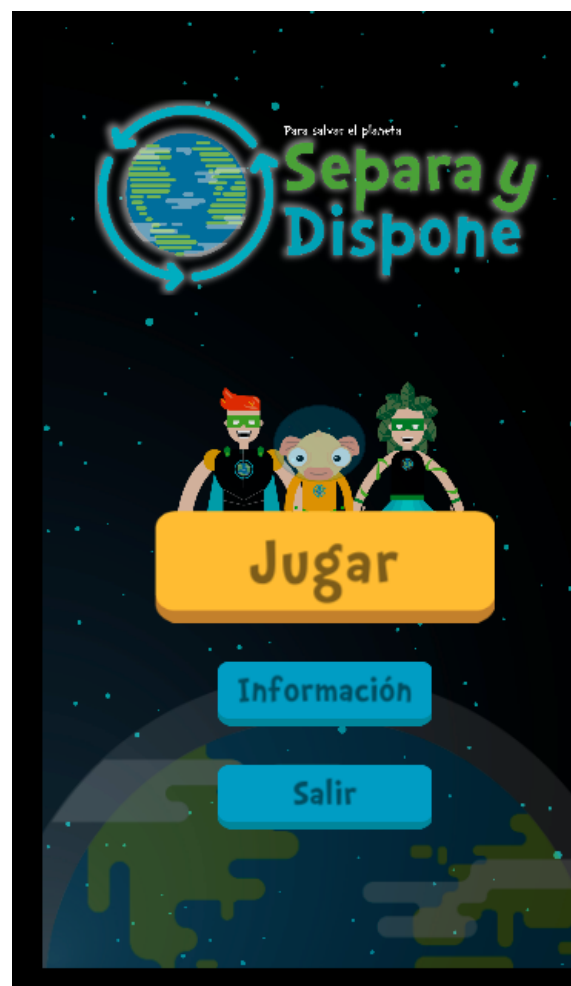 Para salvar el planeta
Separa y
Dispone
Jugar
Información
Salir